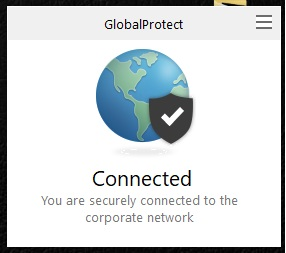 GlobalProtect
Connected
You are securely connected to the
corporate network